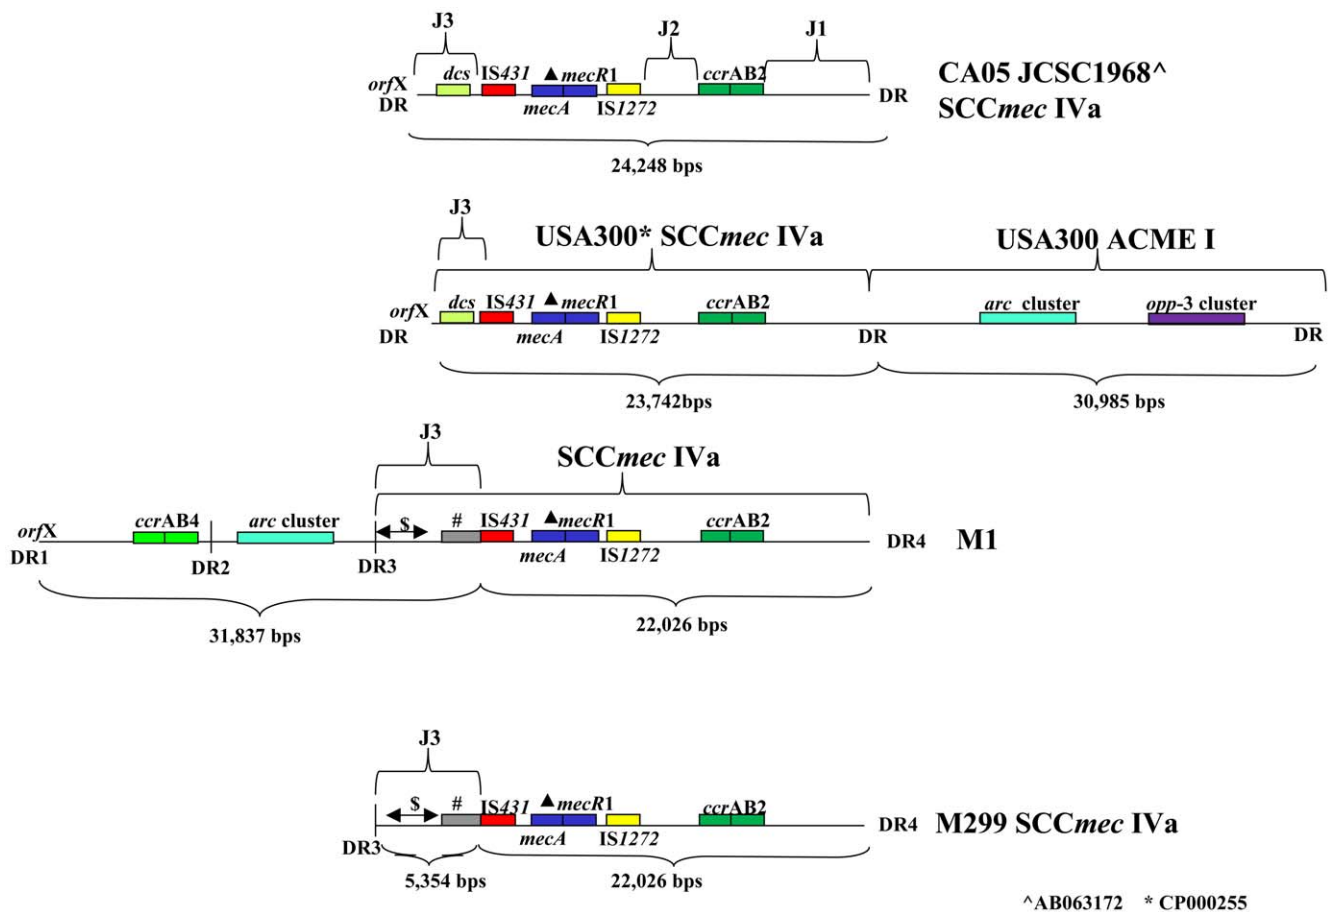 J3 J2 J1
orfX dcs IS431 ▲mecR1 ccrAB2 CA05 JCSC1968^
DR mecA IS1272 DR SCCmec IVa
24,248 bps
J3
USA300* SCCmec IVa USA300 ACME I
orfX dcs IS431 ▲mecR1 ccrAB2 arc cluster opp-3 cluster
DR mecA IS1272 DR DR
23,742bps 30,985 bps
J3
SCCmec IVa
orfX ccrAB4 arc cluster $ # IS431 ▲mecR1 ccrAB2
DR1 DR2 DR3 mecA IS1272 DR4 M1
31,837 bps 22,026 bps
J3
$ # IS431 ▲mecR1 ccrAB2
DR3 mecA IS1272 DR4 M299 SCCmec IVa
5,354 bps 22,026 bps
^AB063172 * CP000255